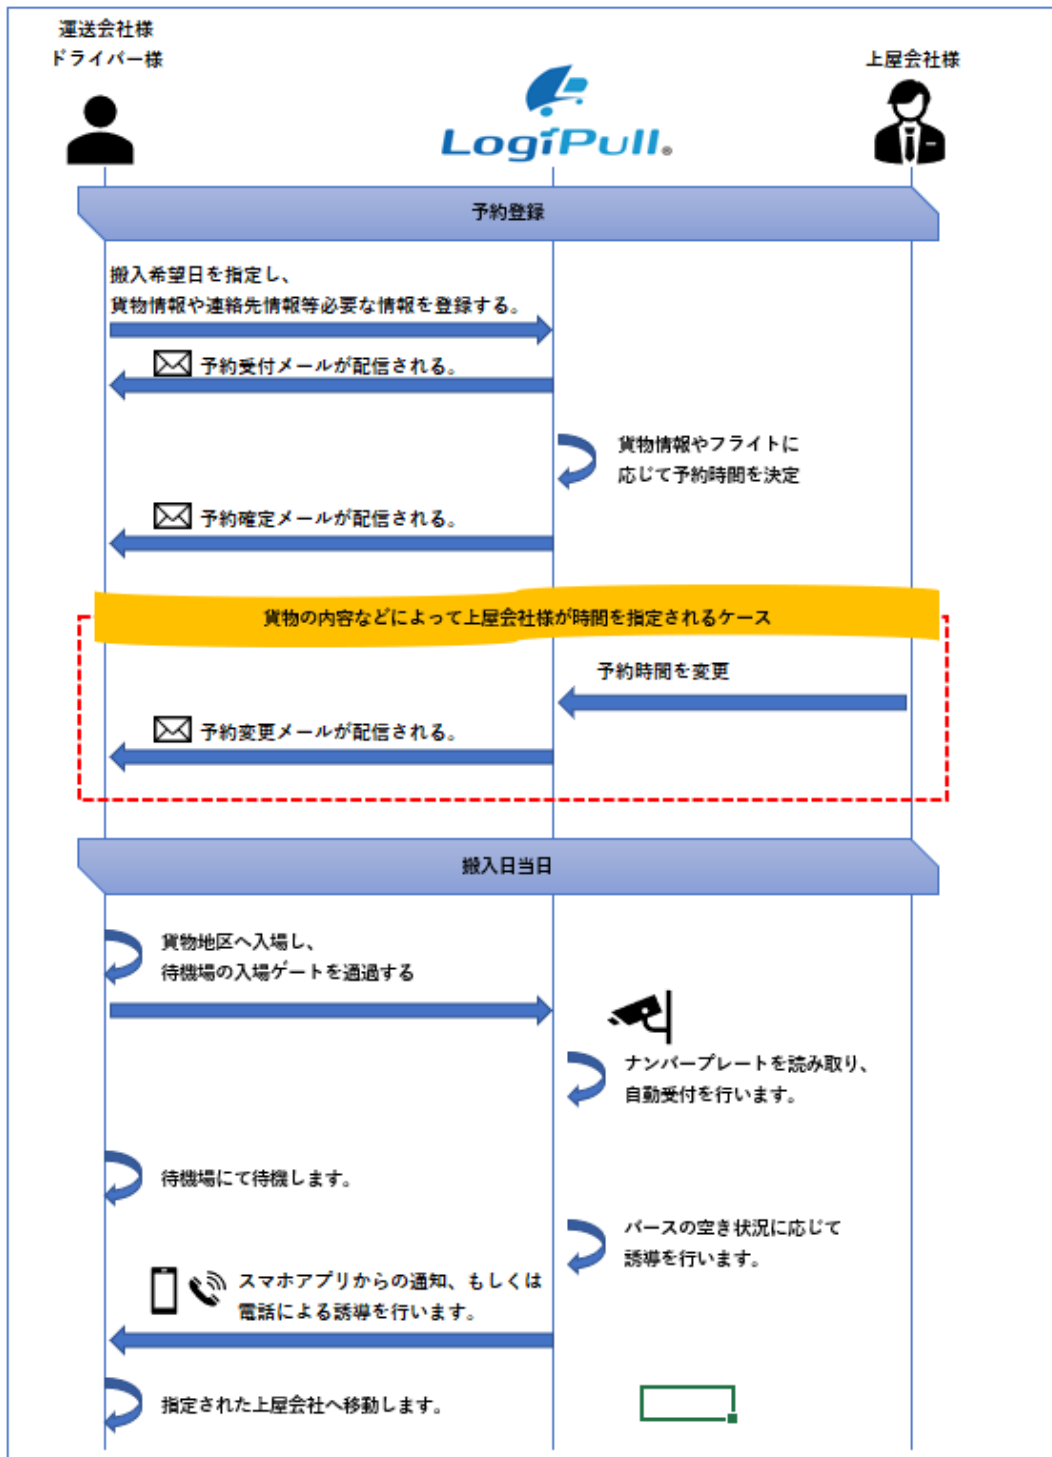 運送会社様
ドライバー様
上屋会社様
LogiPull®
予約登録
搬入希望日を指定し、
貨物情報や連絡先情報等必要な情報を登録する。
予約受付メールが配信される。
貨物情報やフライトに
応じて予約時間を決定
予約確定メールが配信される。
貨物の内容などによって上屋会社様が時間を指定されるケース
予約時間を変更
予約変更メールが配信される。
搬入日当日
貨物地区へ入場し、
待機場の入場ゲートを通過する
ナンバープレートを読み取り、
自動受付を行います。
待機場にて待機します。
バースの空き状況に応じて
誘導を行います。
スマホアプリからの通知、もしくは
電話による誘導を行います。
指定された上屋会社へ移動します。